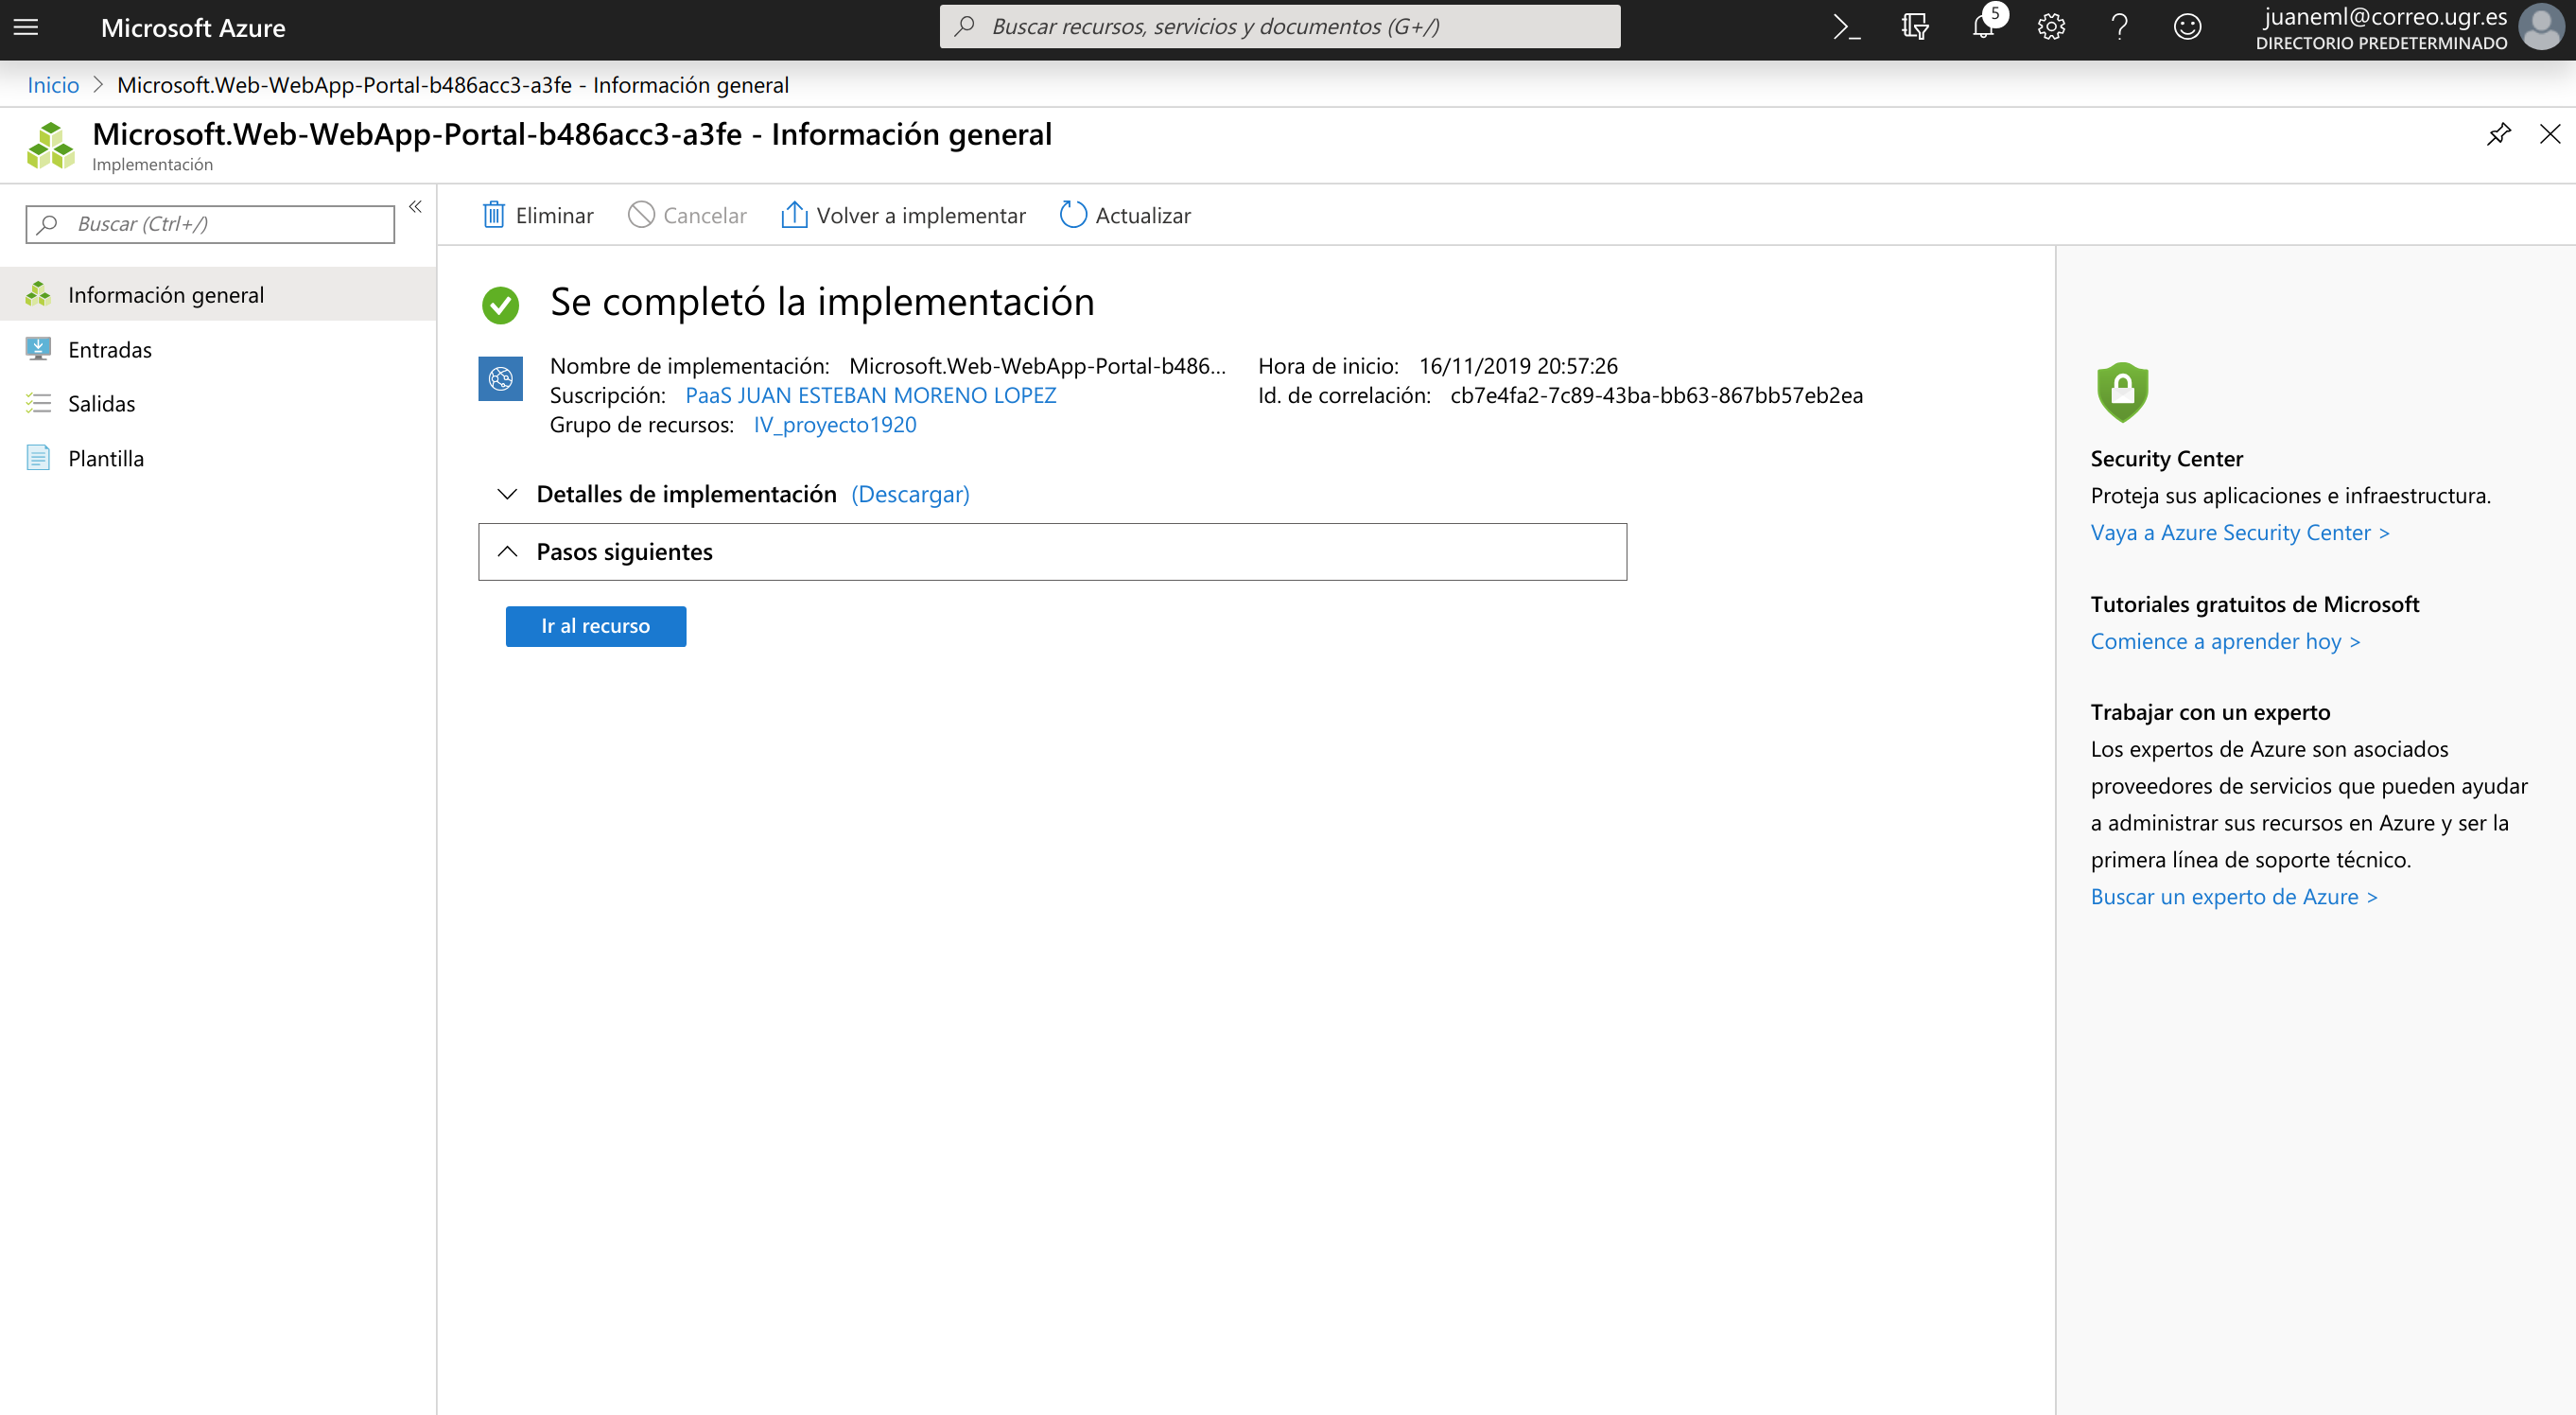 Microsoft Azure
Buscar recursos, servicios y documentos (G+/)
5
juaneml@correo.ugr.es
DIRECTORIO PREDETERMINADO
Inicio > Microsoft.Web-WebApp-Portal-b486acc3-a3fe - Información general
Microsoft.Web-WebApp-Portal-b486acc3-a3fe - Información general
Implementación
Buscar (Ctrl+/)
«
Información general
Entradas
Salidas
Plantilla
Eliminar Cancelar Volver a implementar Actualizar
Se completó la implementación
Nombre de implementación: Microsoft.Web-WebApp-Portal-b486...
Suscripción: PaaS JUAN ESTEBAN MORENO LOPEZ
Grupo de recursos: IV_proyecto1920
Hora de inicio: 16/11/2019 20:57:26
Id. de correlación: cb7e4fa2-7c89-43ba-bb63-867bb57eb2ea
Detalles de implementación (Descargar)
Pasos siguientes
Ir al recurso
Security Center
Proteja sus aplicaciones e infraestructura.
Vaya a Azure Security Center >
Tutoriales gratuitos de Microsoft
Comience a aprender hoy >
Trabajar con un experto
Los expertos de Azure son asociados
proveedores de servicios que pueden ayudar
a administrar sus recursos en Azure y ser la
primera línea de soporte técnico.
Buscar un experto de Azure >